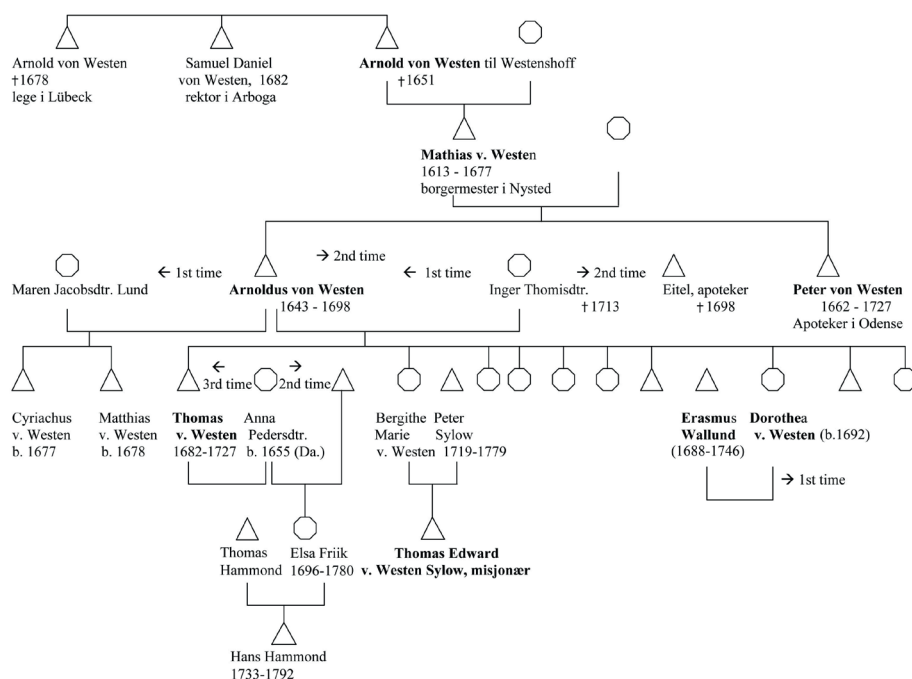 Arnold von Westen
†1678
lege i Lübeck
Samuel Daniel
von Westen, 1682
rektor i Arboga
Arnold von Westen til Westenshoff
†1651
Mathias v. Westen
1613 - 1677
borgermester i Nysted
→ 2nd time
← 1st time
← 1st time
→ 2nd time
Maren Jacobsdtr. Lund
Arnoldus von Westen
1643 - 1698
Inger Thomisdtr.
†1713
Eitel, apoteker
†1698
Peter von Westen
1662 - 1727
Apoteker i Odense
←
3rd time
→
2nd time
Cyriachus
v. Westen
b. 1677
Matthias
v. Westen
b. 1678
Thomas
v. Westen
1682-1727
Anna
Pedersdtr.
b. 1655 (Da.)
Bergithe
Marie
v. Westen
Peter
Sylow
1719-1779
Erasmus
Wallund
(1688-1746)
Dorothea
v. Westen (b.1692)
→ 1st time
Thomas
Hammond
Elsa Friik
1696-1780
Thomas Edward
v. Westen Sylow, misjonær
Hans Hammond
1733-1792